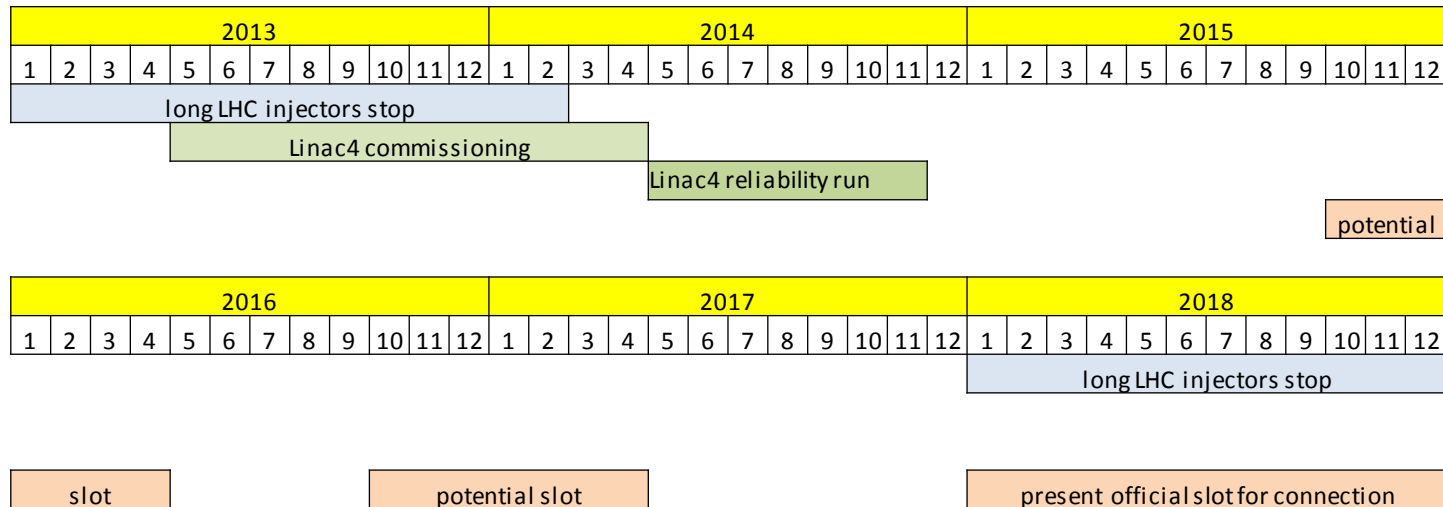 2013 2014 2015
1 2 3 4 5 6 7 8 9 10 11 12 1 2 3 4 5 6 7 8 9 10 11 12 1 2 3 4 5 6 7 8 9 10 11 12
long LHC injectors stop
Linac4 commissioning
Linac4 reliability run
potential
2016 2017 2018
1 2 3 4 5 6 7 8 9 10 11 12 1 2 3 4 5 6 7 8 9 10 11 12 1 2 3 4 5 6 7 8 9 10 11 12
long LHC injectors stop
slot potential slot present official slot for connection